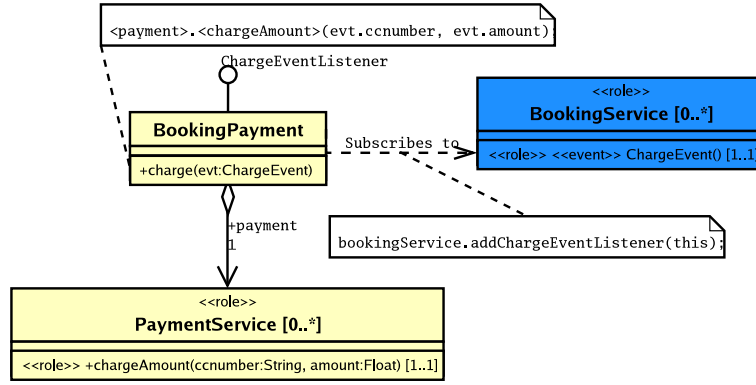 <payment>.<chargeAmount>(evt.ccnumber, evt.amount);
ChargeEventListener
BookingPayment
+charge(evt:ChargeEvent)
Subscribes to
<<role>>
BookingService [0..*]
<<role>> <<event>> ChargeEvent() [1..1]
+payment
1
bookingService.addChargeEventListener(this);
<<role>>
PaymentService [0..*]
<<role>> +chargeAmount(ccnumber:String, amount:Float) [1..1]